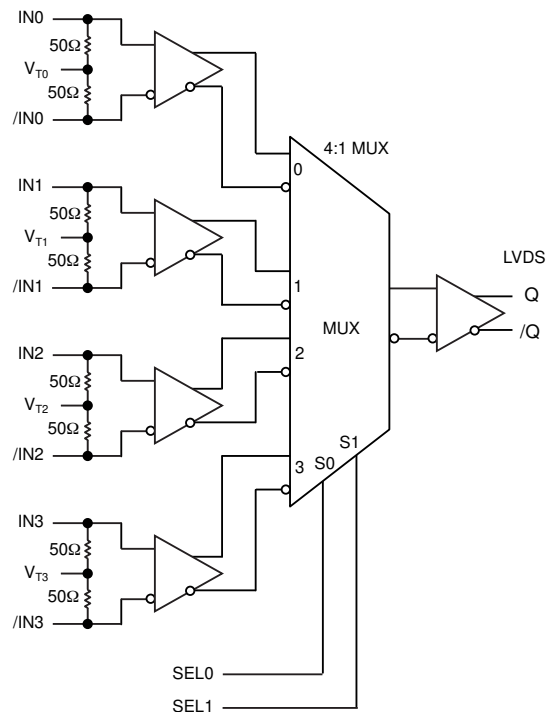 IN0
50Ω
VT0
50Ω
/IN0
4:1 MUX
0
IN1
50Ω
VT1
50Ω
/IN1
1
LVDS
Q
/Q
MUX
IN2
50Ω
VT2
50Ω
/IN2
2
S1
S0
3
IN3
50Ω
VT3
50Ω
/IN3
SEL0
SEL1